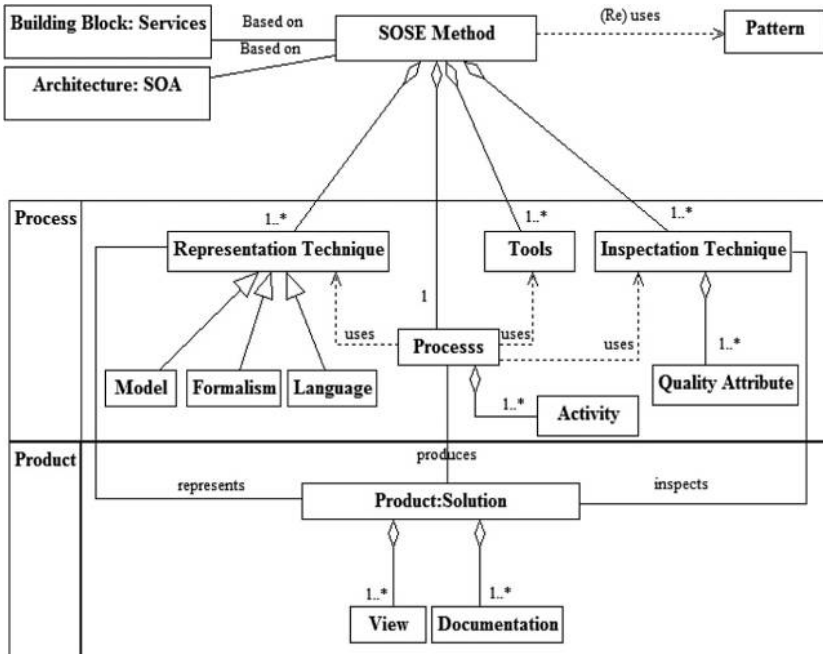 Building Block: Services
Based on
SOSE Method
(Re) uses
Pattern
Based on
Architecture: SOA
Process
1..*
1..*
1..*
Representation Technique
Tools
Inspectation Technique
1
uses
uses
uses
Processs
1..*
Model
Formalism
Language
Quality Attribute
1..*
Activity
Product
produces
represents
inspects
Product:Solution
1..*
1..*
View
Documentation